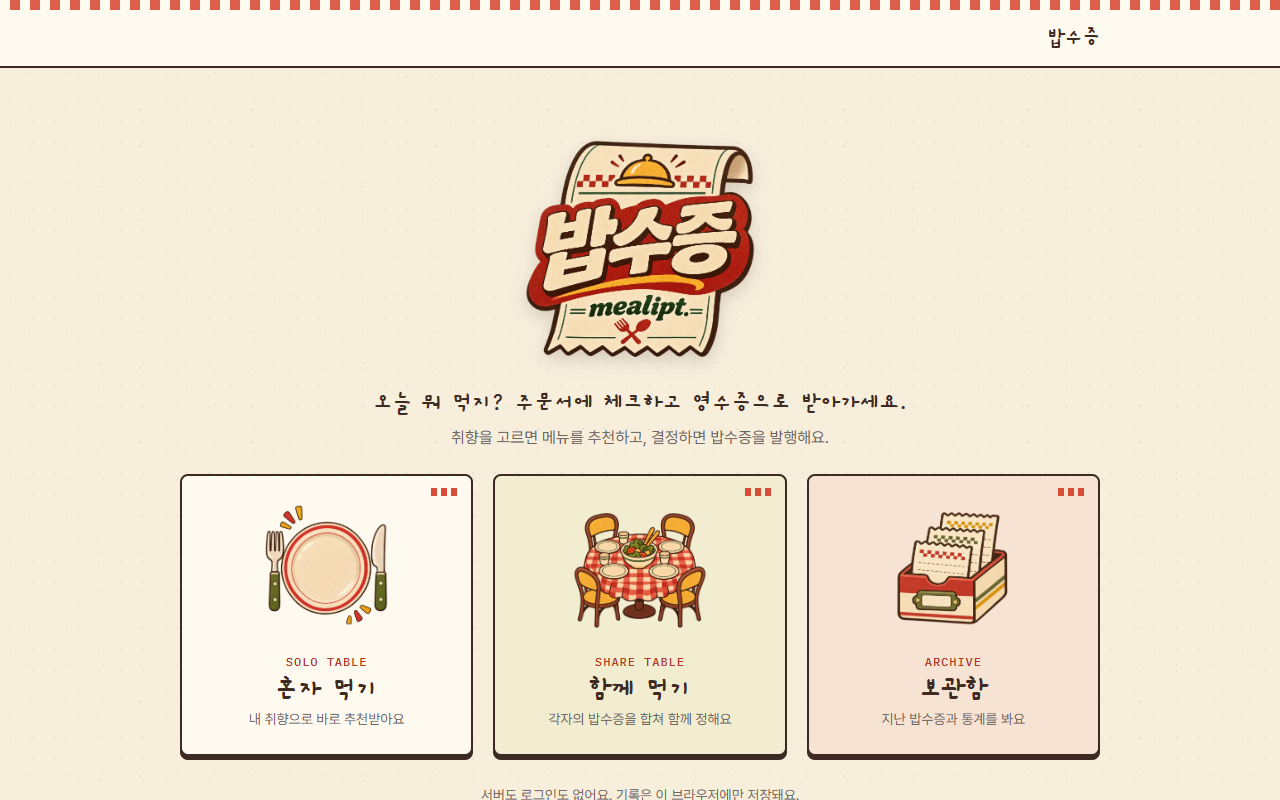 밥수증
밥수증
mealipt.
오늘 뭐 먹지? 주문서에 체크하고 영수증으로 받아가세요.
취향을 고르면 메뉴를 추천하고, 결정하면 밥수증을 발행해요.
SOLO TABLE
혼자 먹기
내 취향으로 바로 추천받아요
SHARE TABLE
함께 먹기
각자의 밥수증을 합쳐 함께 정해요
ARCHIVE
보관함
지난 밥수증과 통계를 봐요
서버도 로그인도 없어요. 기록은 이 브라우저에만 저장돼요.